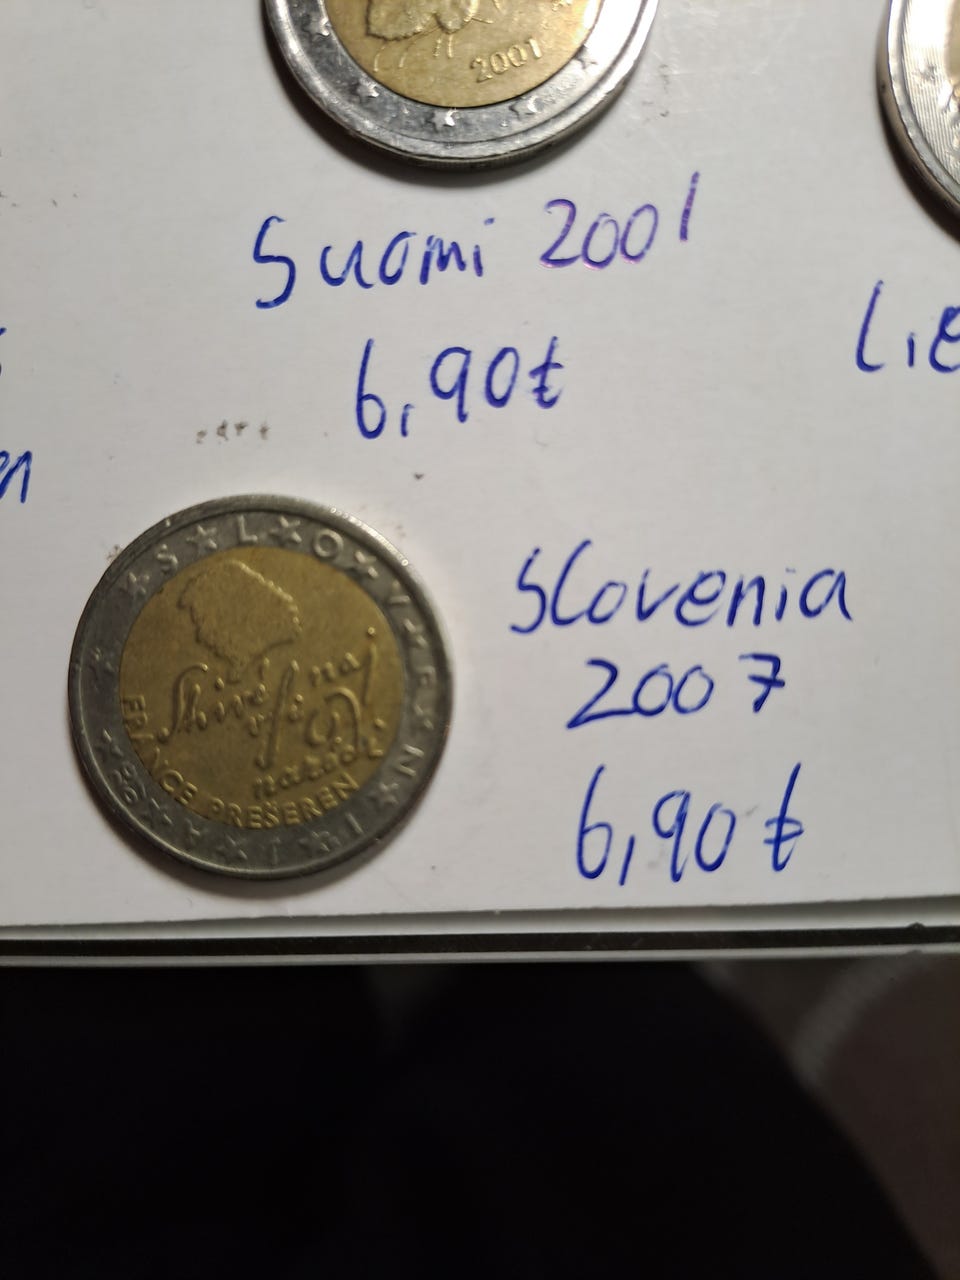 2001
Suomi 2001
6,90€
Slovenia
2007
6,90€
SLOVENIJA
Shivé naj
vsi
narodi
FRANCE PREŠEREN